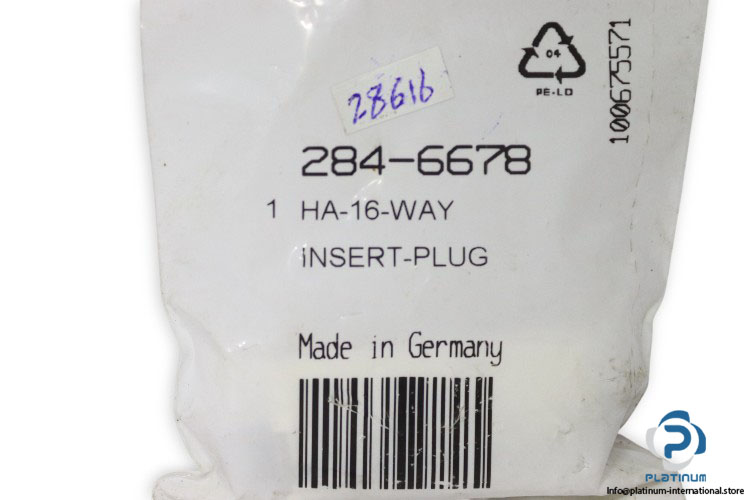 28616
04
PE-LD
100675571
284-6678
1 HA-16-WAY
INSERT-PLUG
Made in Germany
PLATINUM
Info@platinum-international.store